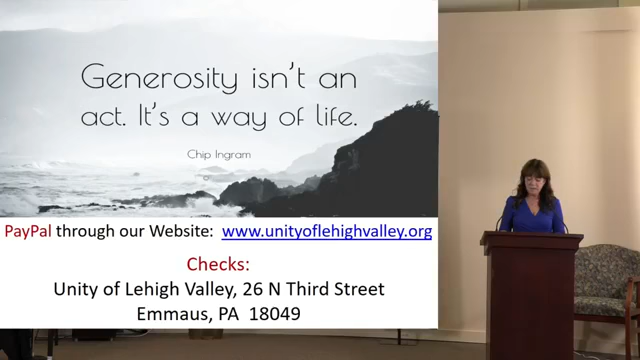 Generosity isn't an
act. It's a way of life.
Chip Ingram
PayPal through our Website: www.unityoflehighvalley.org
Checks:
Unity of Lehigh Valley, 26 N Third Street
Emmaus, PA 18049